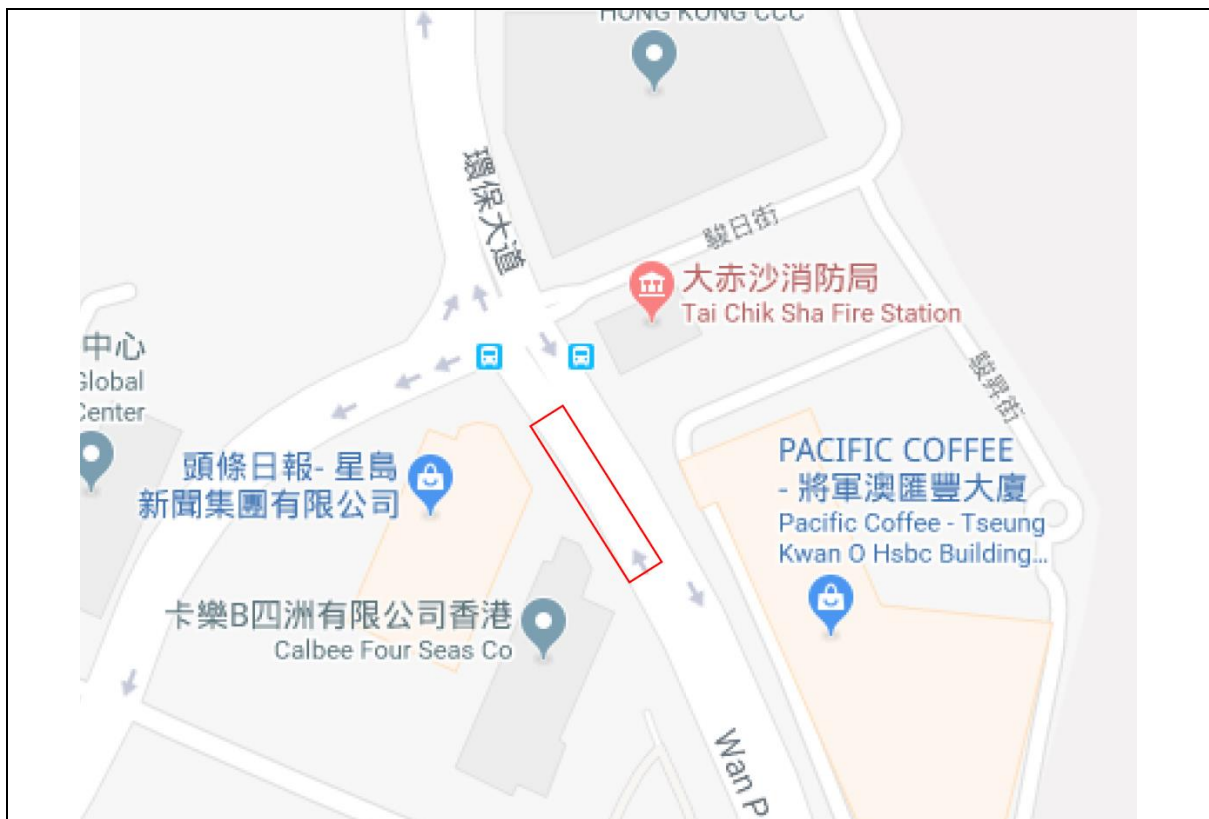 HONG KONG CCC
環保大道
駿日街
大赤沙消防局
Tai Chik Sha Fire Station
中心
Global
Center
駿昇街
頭條日報- 星島
新聞集團有限公司
PACIFIC COFFEE
- 將軍澳匯豐大廈
Pacific Coffee - Tseung
Kwan O Hsbc Building...
卡樂B四洲有限公司香港
Calbee Four Seas Co
Wan P